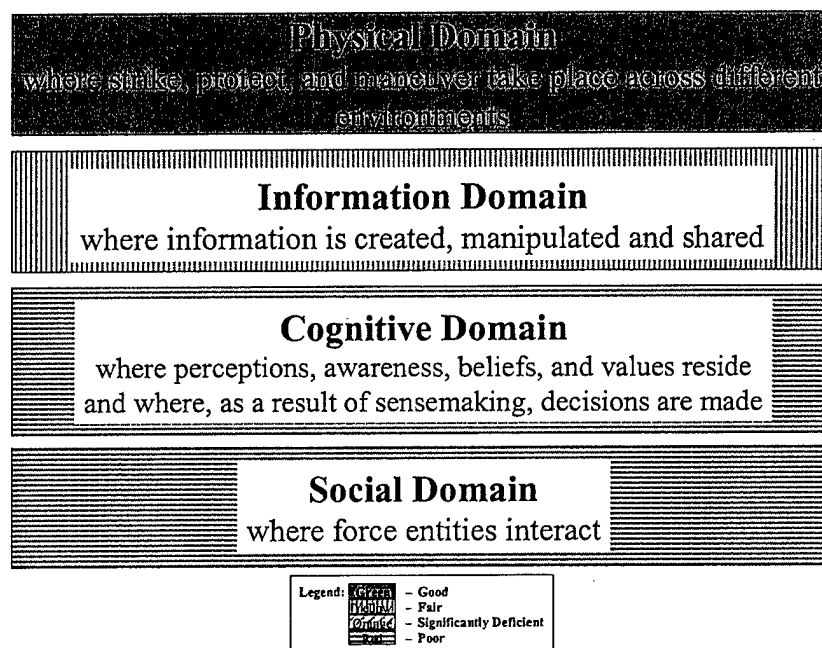 Physical Domain
where strike, protect, and maneuver take place across different
environments
Information Domain
where information is created, manipulated and shared
Cognitive Domain
where perceptions, awareness, beliefs, and values reside
and where, as a result of sensemaking, decisions are made
Social Domain
where force entities interact
Legend: Green – Good
Yellow – Fair
Orange – Significantly Deficient
Red – Poor